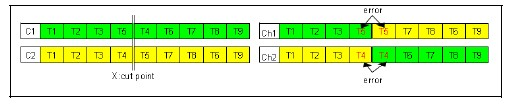 error
C1 T1 T2 T3 T5 T4 T6 T7 T8 T9 Ch1 T1 T2 T3 T5 T5 T6 T7 T8 T9
C2 T1 T2 T3 T4 T5 T6 T7 T8 T9 Ch2 T1 T2 T3 T4 T4 T6 T7 T8 T9
X cut point
error